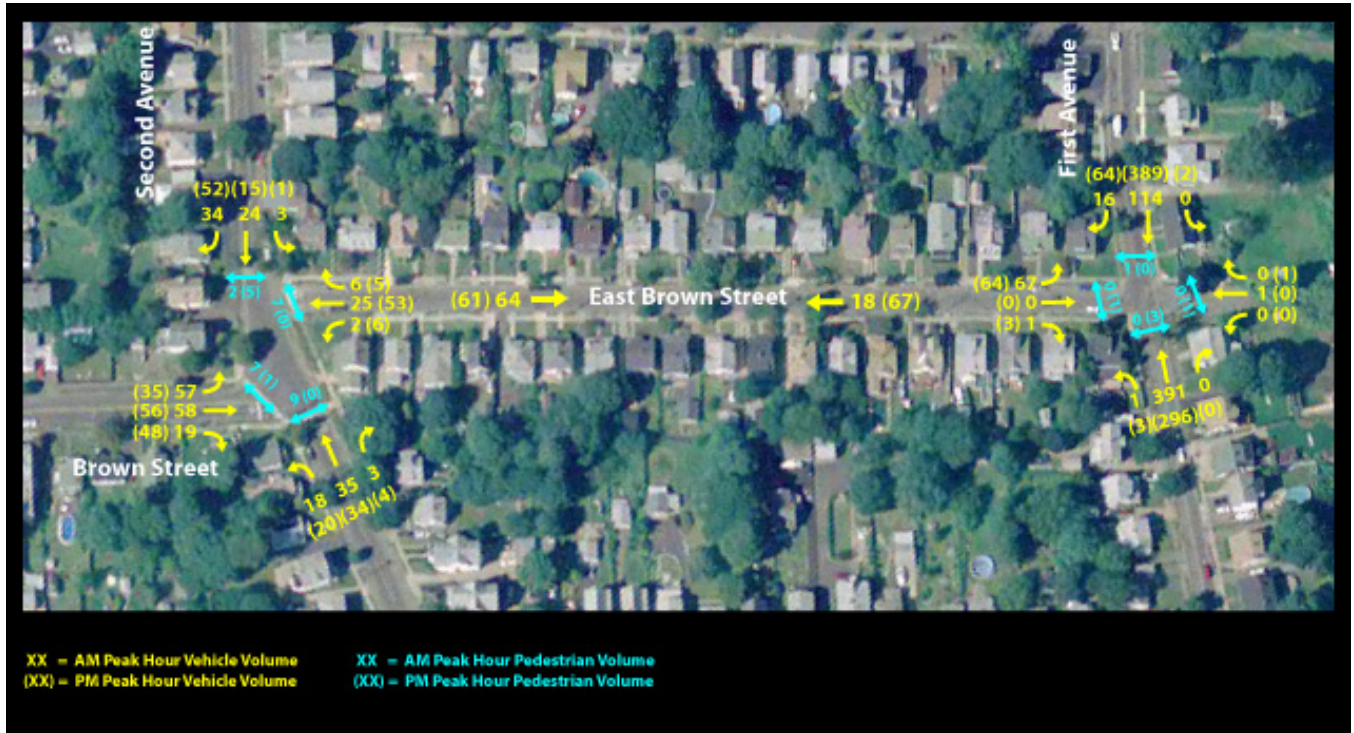 Second Avenue
First Avenue
(52)(15)(1)
34 24 3
(64)(389) (2)
16 114 0
2 (5)
7 (0)
6 (5)
25 (53)
2 (6)
(61) 64
East Brown Street
18 (67)
(64) 67
(0) 0
(3) 1
1 (0)
0 (1)
0 (3)
0 (1)
1 (0)
0 (0)
(35) 57
(56) 58
(48) 19
7 (1)
9 (0)
1 391 0
(3)(296)(0)
Brown Street
18 35 3
(20)(34)(4)
XX = AM Peak Hour Vehicle Volume
(XX) = PM Peak Hour Vehicle Volume
XX = AM Peak Hour Pedestrian Volume
(XX) = PM Peak Hour Pedestrian Volume